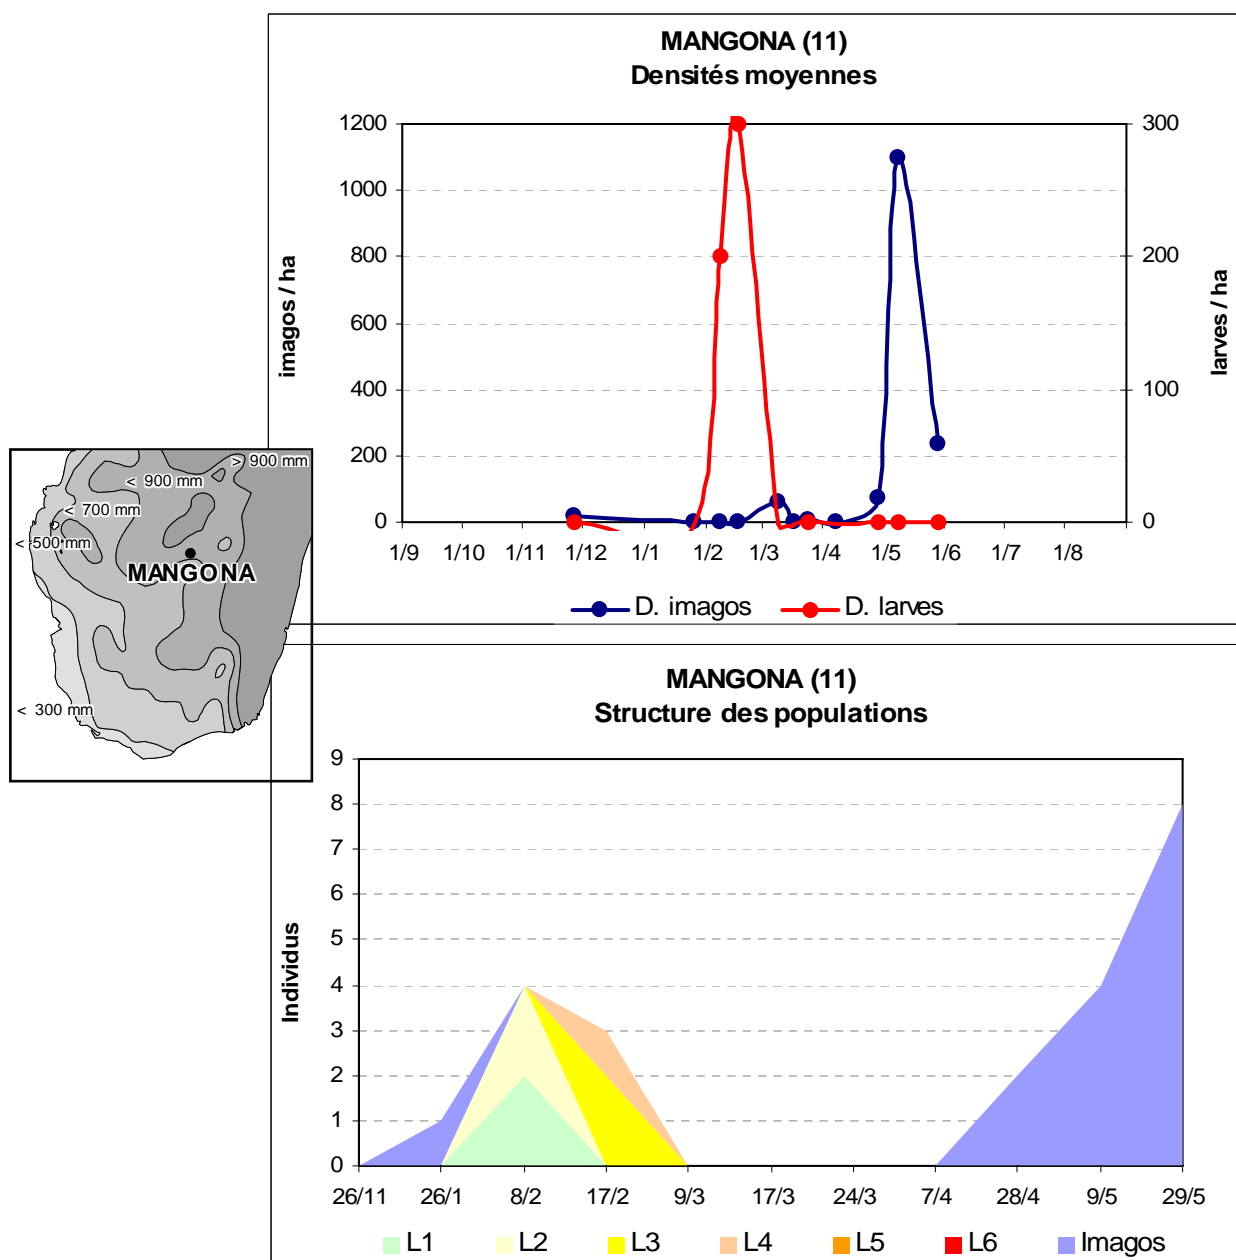 MANGONA (11)
Densités moyennes
imagos / ha
larves / ha
1200
1000
800
600
400
200
0
300
200
100
0
1/9 1/10 1/11 1/12 1/1 1/2 1/3 1/4 1/5 1/6 1/7 1/8
D. imagos D. larves
> 900 mm
< 900 mm
< 700 mm
< 500 mm
MANGONA
< 300 mm
MANGONA (11)
Structure des populations
Individus
9
8
7
6
5
4
3
2
1
0
26/11 26/1 8/2 17/2 9/3 17/3 24/3 7/4 28/4 9/5 29/5
L1 L2 L3 L4 L5 L6 Imagos